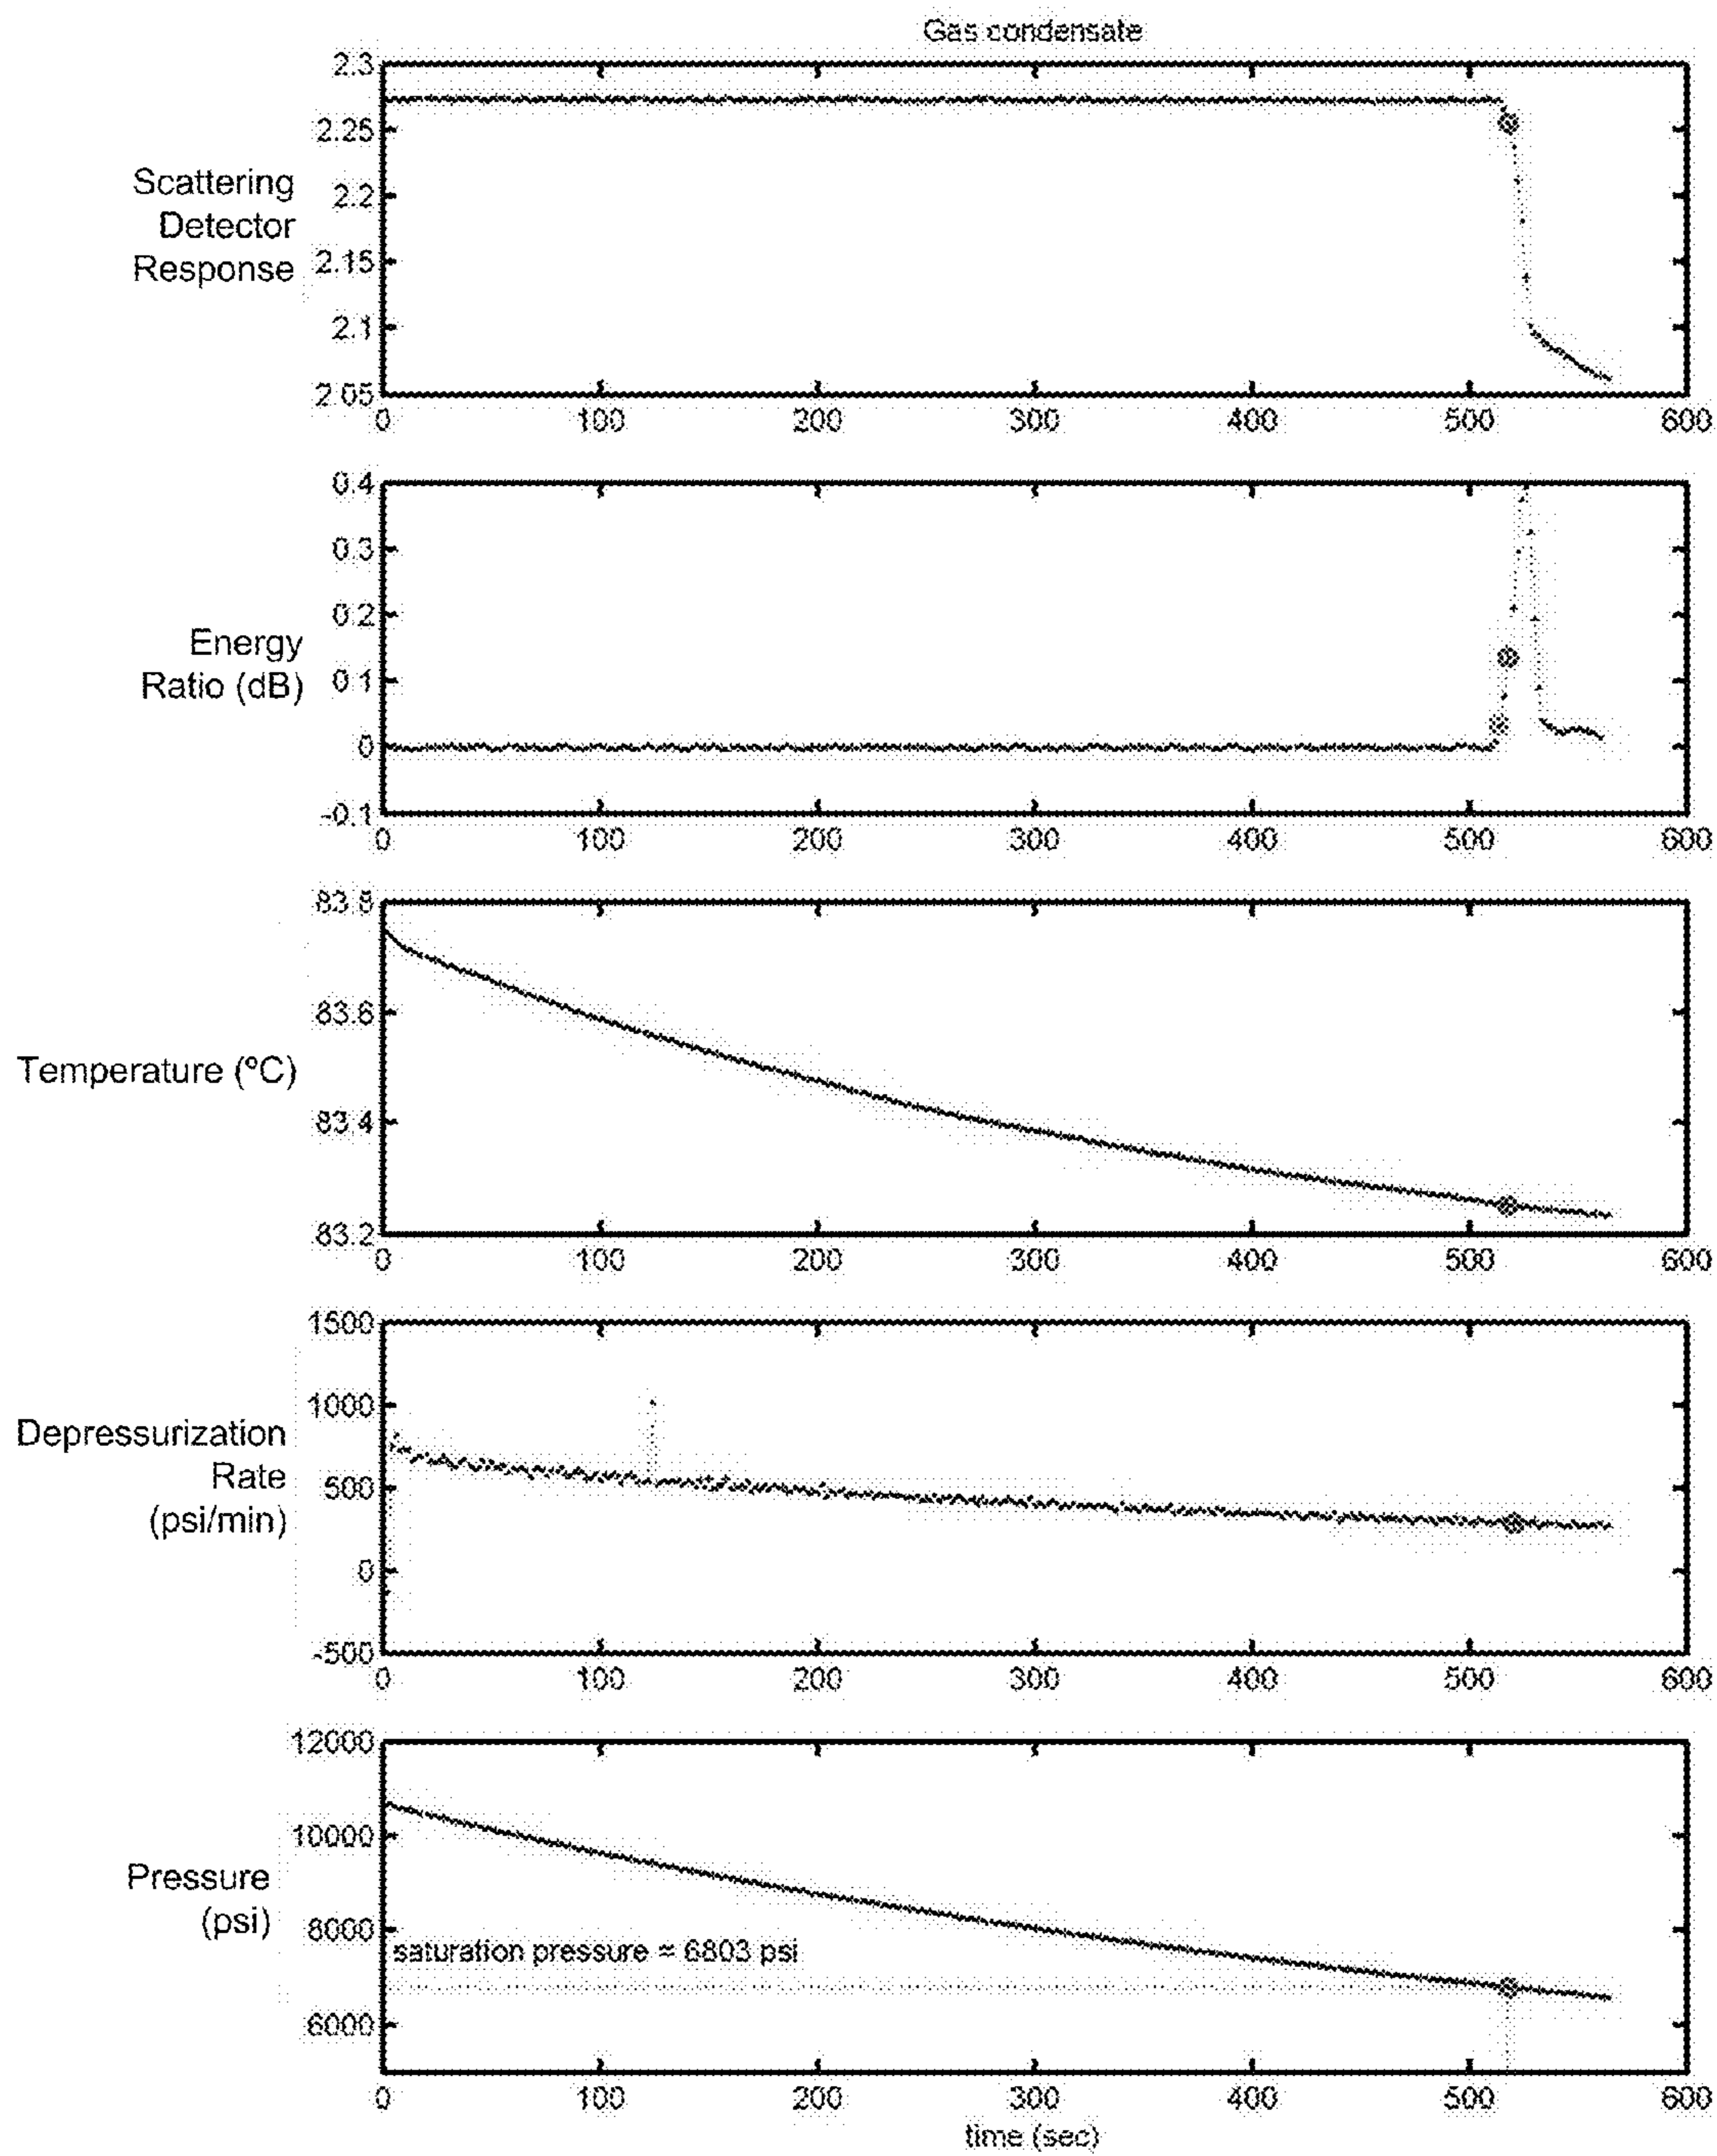 Gas condensate
2.3
2.25
2.2
2.15
2.1
2.05
Scattering
Detector
Response
0 100 200 300 400 500 600
0.4
0.3
0.2
0.1
0
-0.1
Energy
Ratio (dB)
0 100 200 300 400 500 600
83.8
83.6
83.4
83.2
Temperature (ºC)
0 100 200 300 400 500 600
1500
1000
500
0
-500
Depressurization
Rate
(psi/min)
0 100 200 300 400 500 600
12000
10000
8000
6000
Pressure
(psi)
saturation pressure = 6803 psi
0 100 200 300 400 500 600
time (sec)